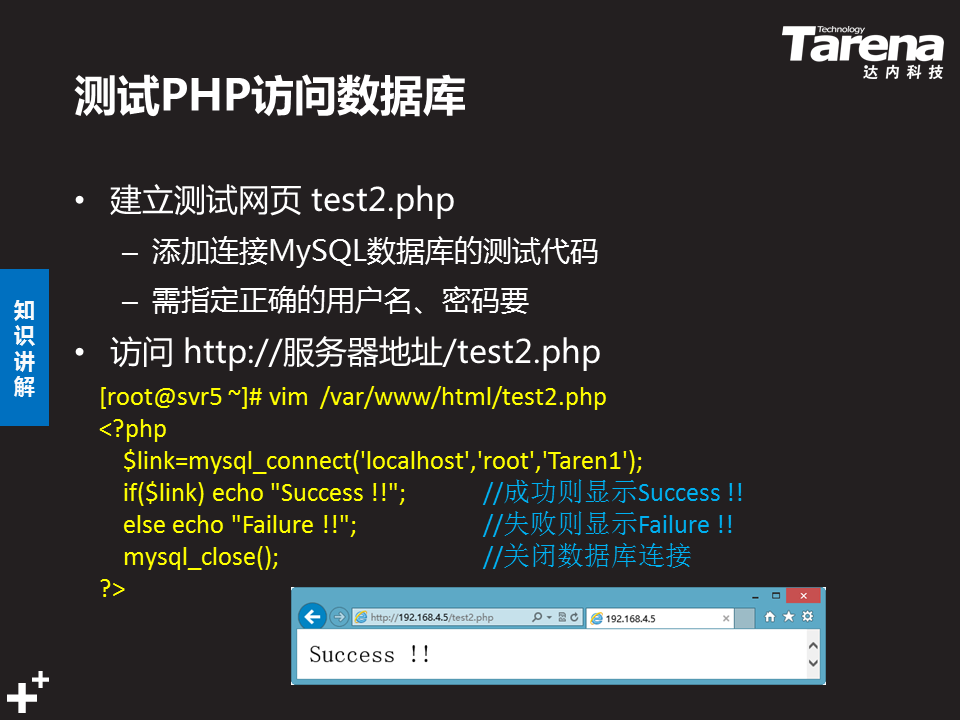 Technology
Tarena
达内科技
测试PHP访问数据库
• 建立测试网页 test2.php
– 添加连接MySQL数据库的测试代码
– 需指定正确的用户名、密码要
• 访问 http://服务器地址/test2.php
知识讲解
[root@svr5 ~]# vim /var/www/html/test2.php
<?php
$link=mysql_connect('localhost','root','Taren1');
if($link) echo "Success !!"; //成功则显示Success !!
else echo "Failure !!"; //失败则显示Failure !!
mysql_close(); //关闭数据库连接
?>
http://192.168.4.5/test2.php 192.168.4.5
Success !!